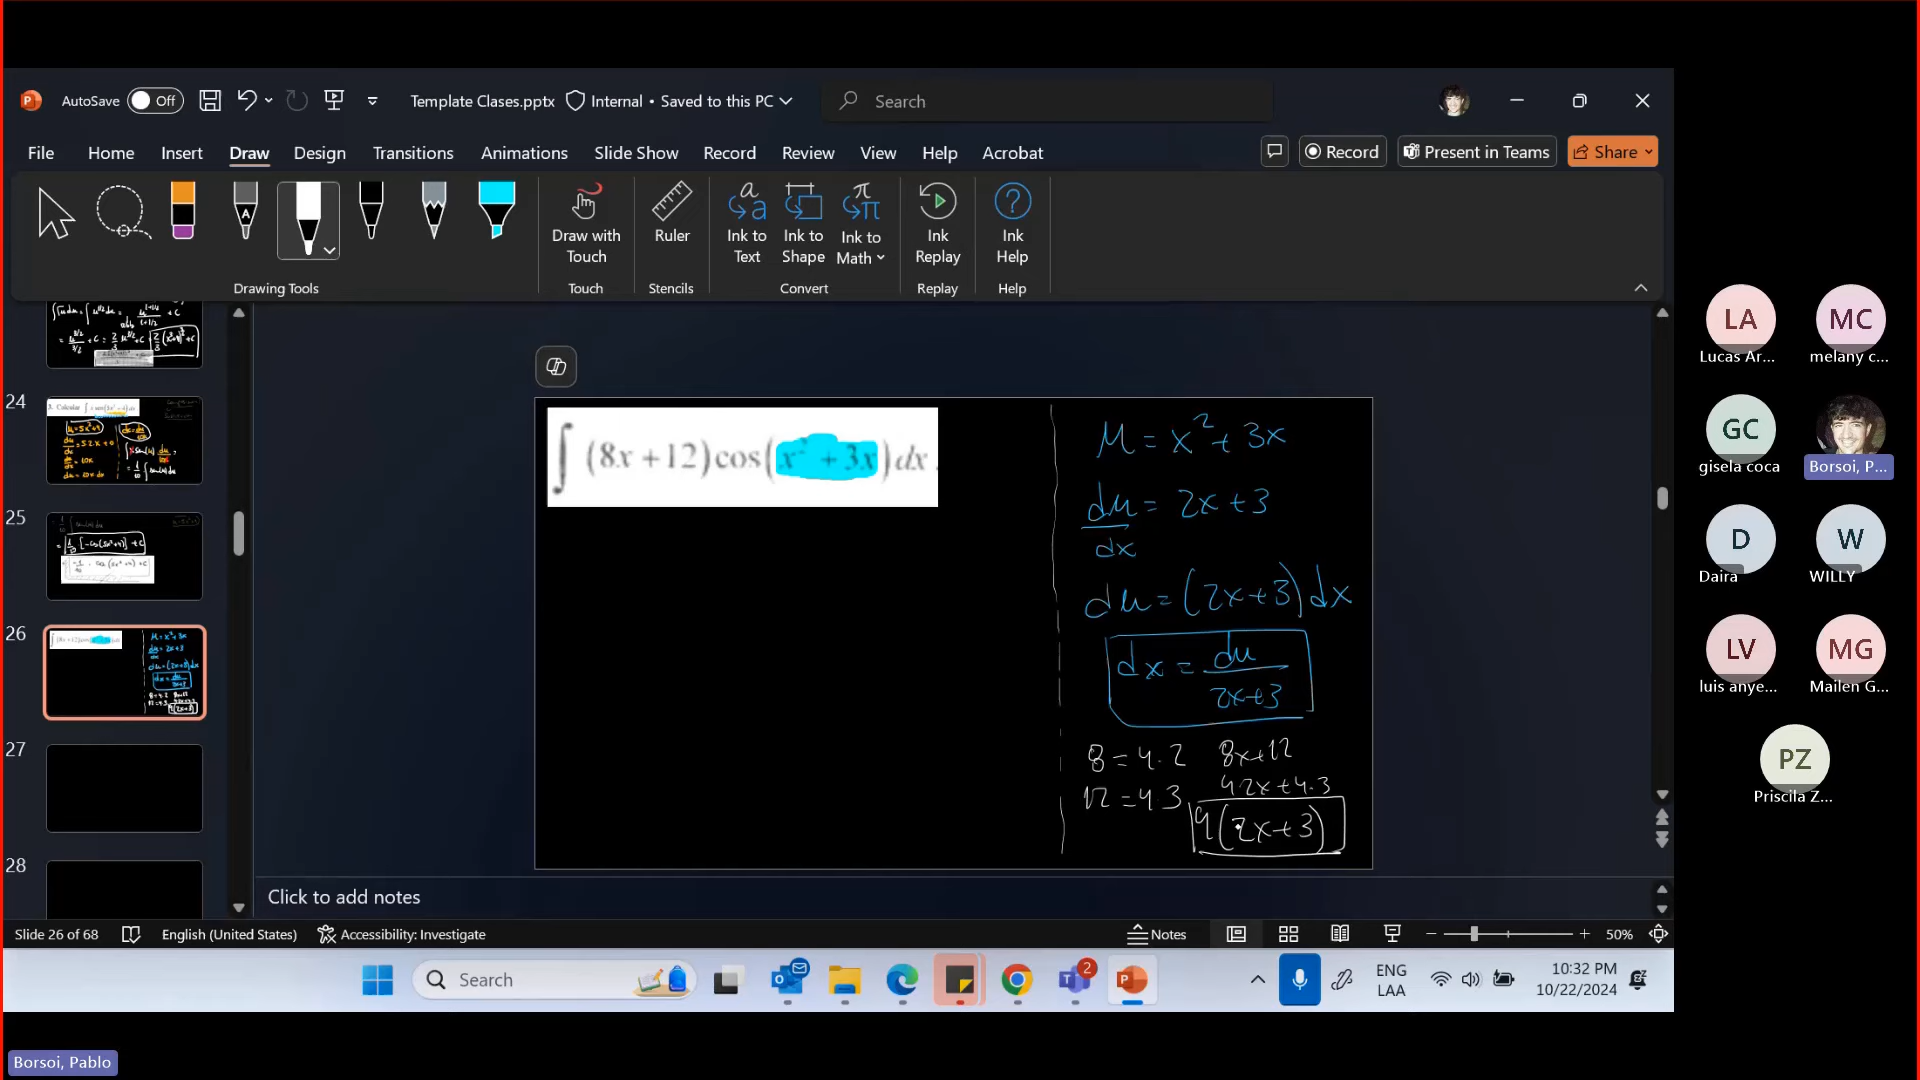 AutoSave Off Template Clases.pptx Internal • Saved to this PC Search
File Home Insert Draw Design Transitions Animations Slide Show Record Review View Help Acrobat Record Present in Teams Share
Draw with Touch
Ruler
Ink to Text
Ink to Shape
Ink to Math
Ink Replay
Ink Help
Drawing Tools Touch Stencils Convert Replay Help
24
25
26
27
28
∫ (8x + 12) cos(x² + 3x) dx
u = x² + 3x
du/dx = 2x + 3
du = (2x+3) dx
dx = du/2x+3
8 = 4.2 8x+12
12 = 4.3 4.2x + 4.3
4(2x+3)
Click to add notes
Slide 26 of 68 English (United States) Accessibility: Investigate Notes 50%
Search
2
ENG
LAA
10:32 PM
10/22/2024
LA
Lucas Ar...
MC
melany c...
GC
gisela coca
Borsoi, P...
D
Daira
W
WILLY
LV
luis anye...
MG
Mailen G...
PZ
Priscila Z...
Borsoi, Pablo